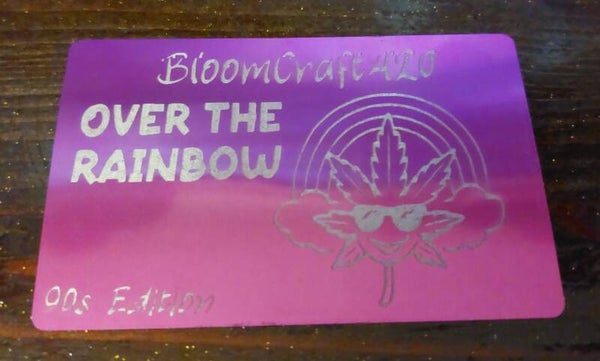 BloomCraft420
OVER THE
RAINBOW
90s Edition